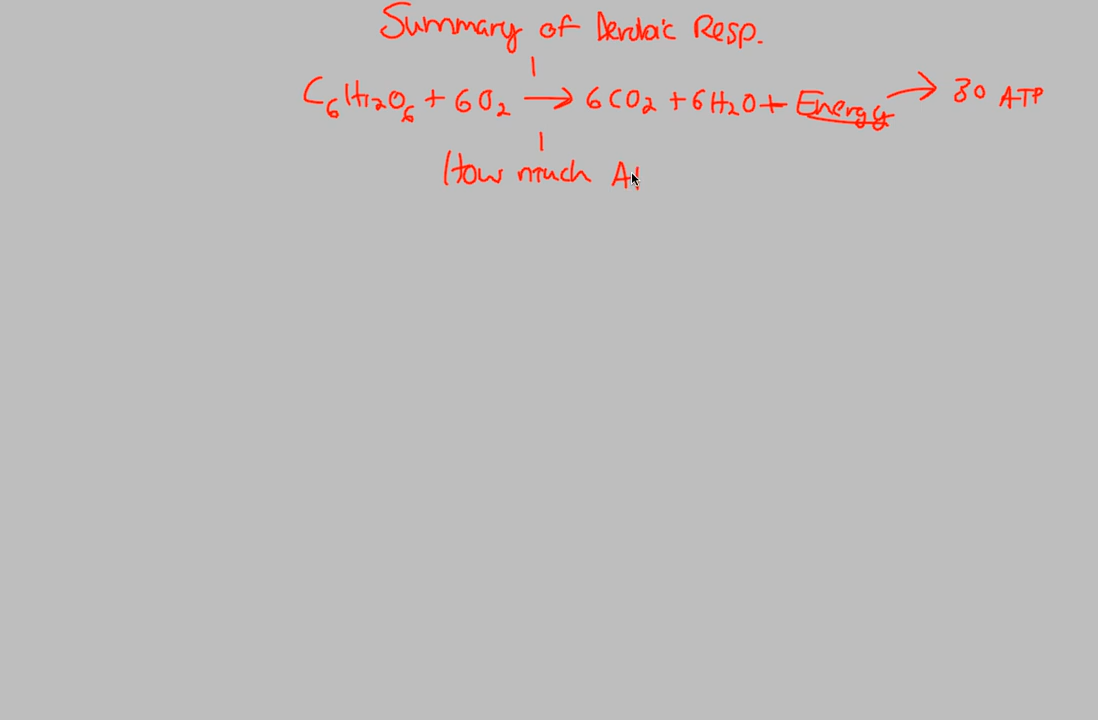 Summary of Aerobic Resp.
C₆H₁₂O₆ + 6O₂ → 6CO₂ + 6H₂O + Energy → 30 ATP
How much A